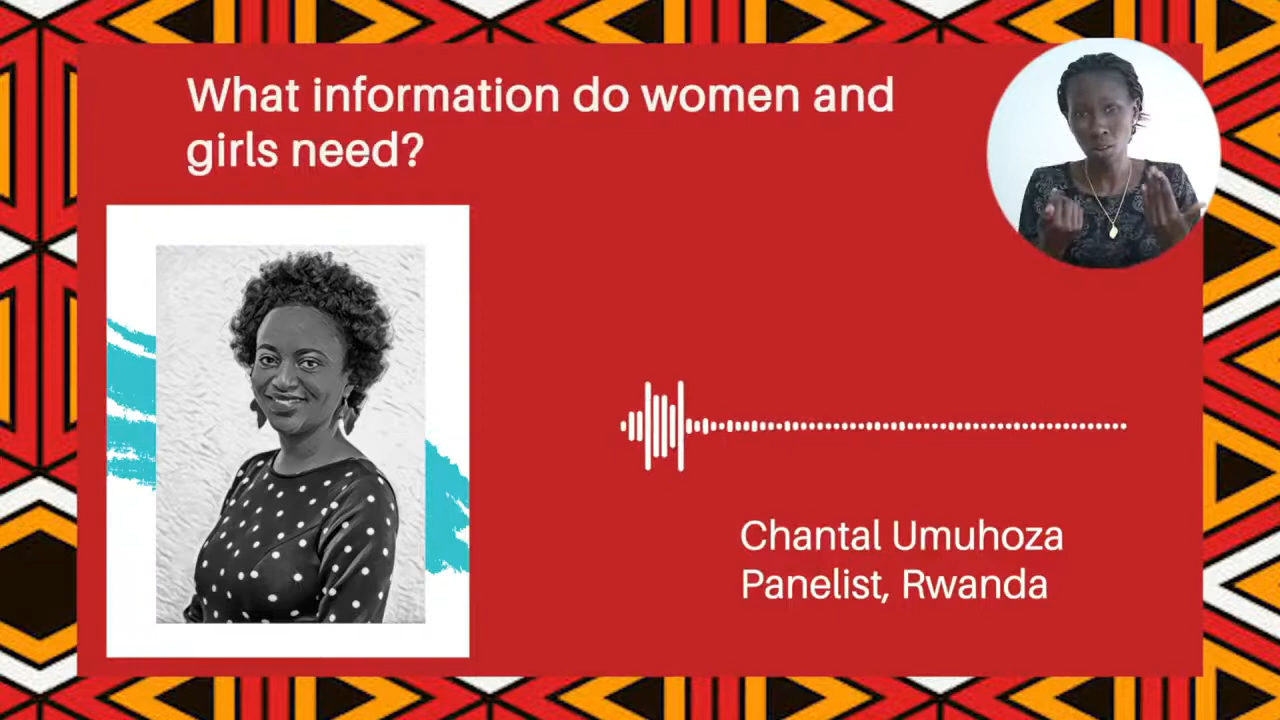 What information do women and
girls need?
Chantal Umuhoza
Panelist, Rwanda